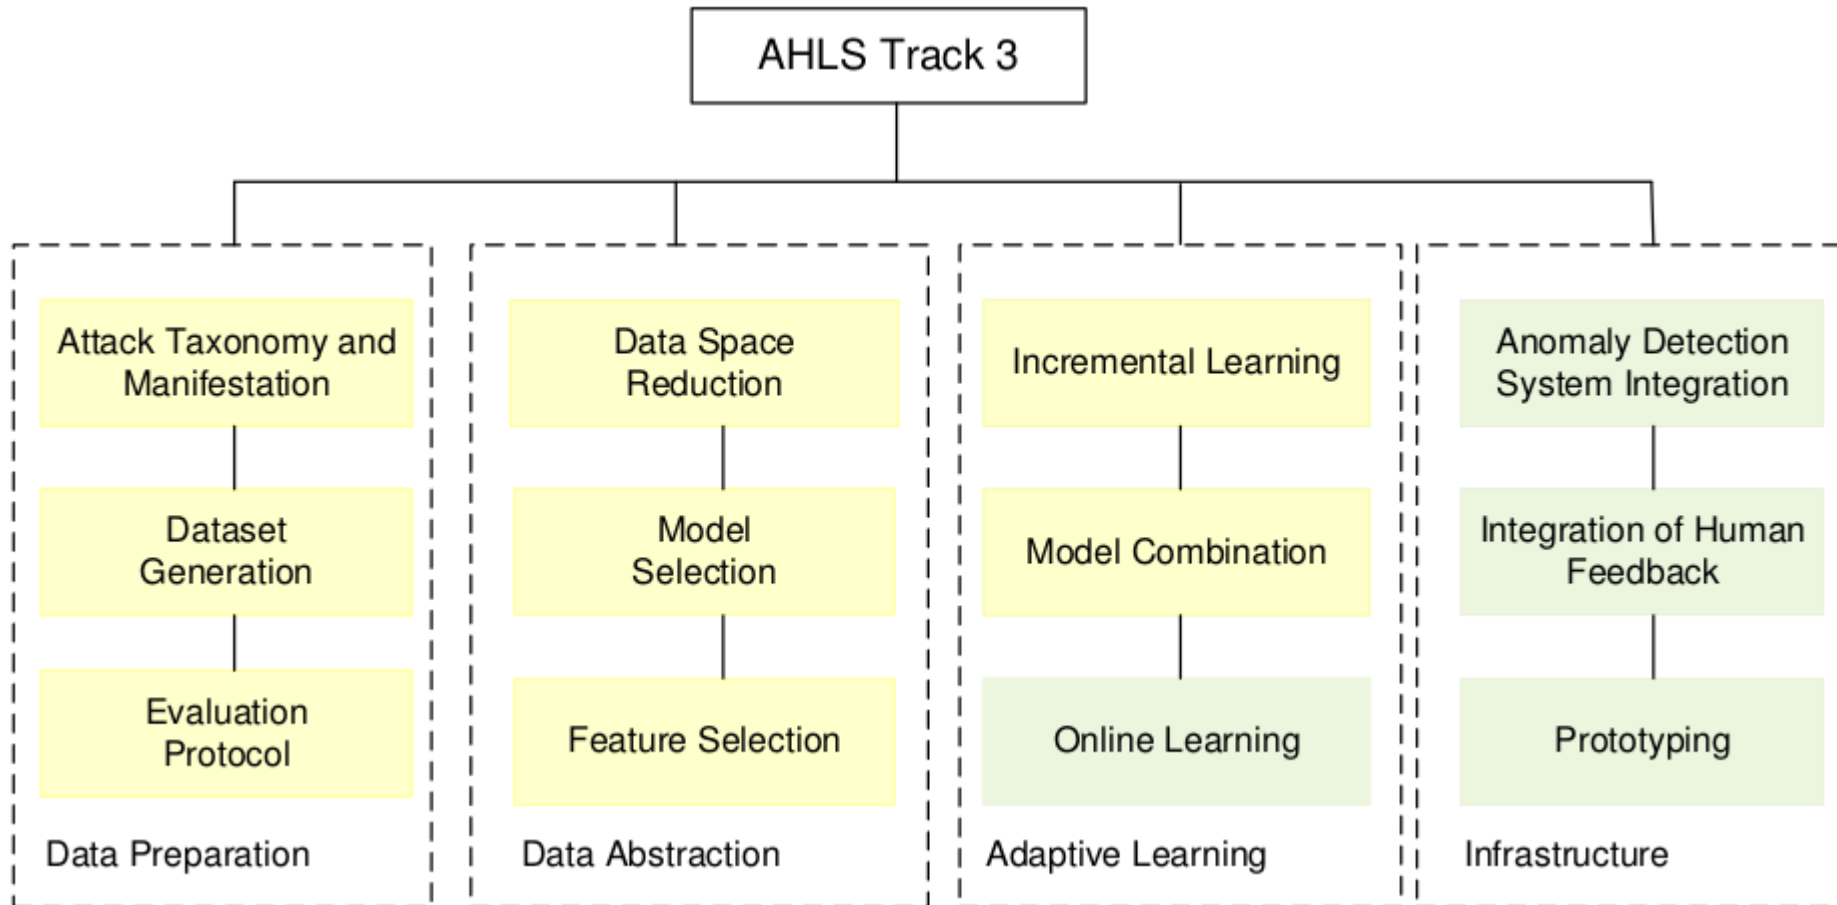 AHLS Track 3
Attack Taxonomy and
Manifestation
Dataset
Generation
Evaluation
Protocol
Data Preparation
Data Space
Reduction
Model
Selection
Feature Selection
Data Abstraction
Incremental Learning
Model Combination
Online Learning
Adaptive Learning
Anomaly Detection
System Integration
Integration of Human
Feedback
Prototyping
Infrastructure